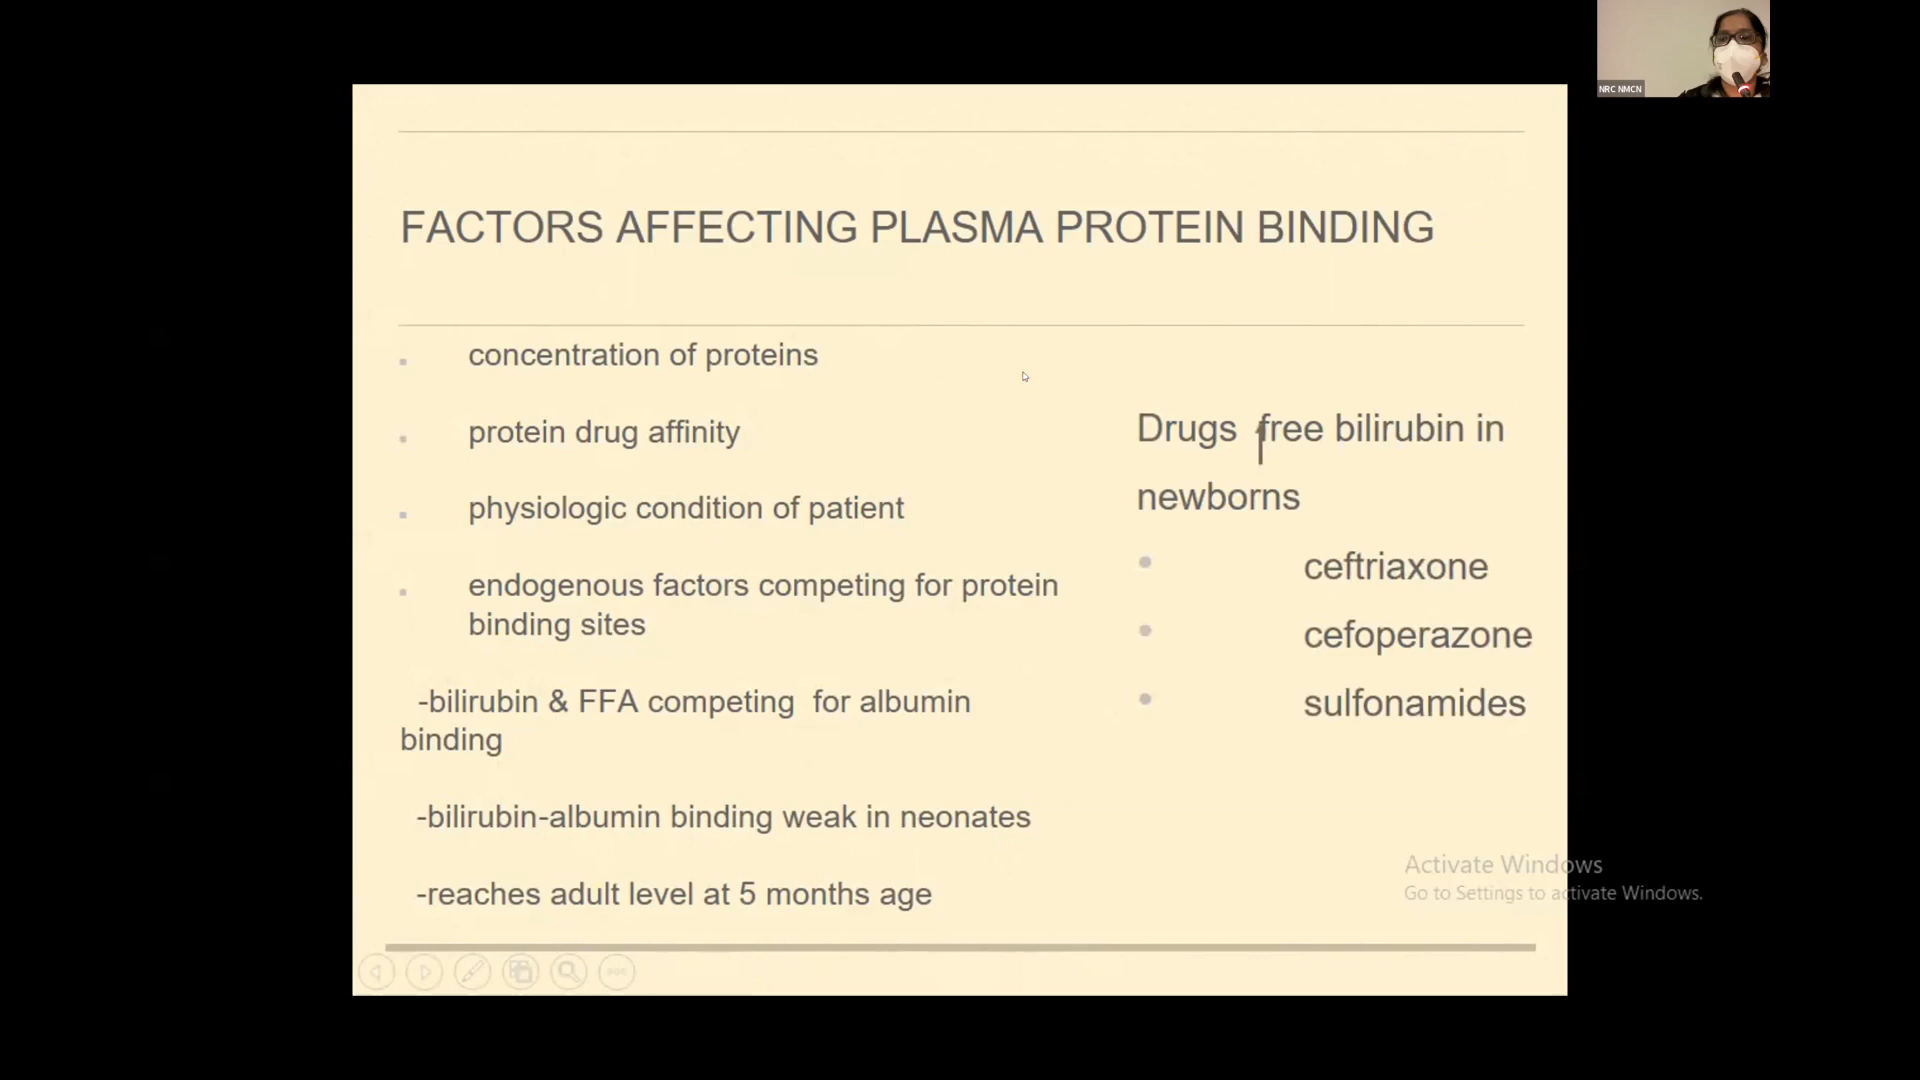 NRC NMCN
FACTORS AFFECTING PLASMA PROTEIN BINDING
concentration of proteins
protein drug affinity
physiologic condition of patient
endogenous factors competing for protein
binding sites
-bilirubin & FFA competing for albumin
binding
-bilirubin-albumin binding weak in neonates
-reaches adult level at 5 months age
Drugs ↑free bilirubin in
newborns
ceftriaxone
cefoperazone
sulfonamides
Activate Windows
Go to Settings to activate Windows.